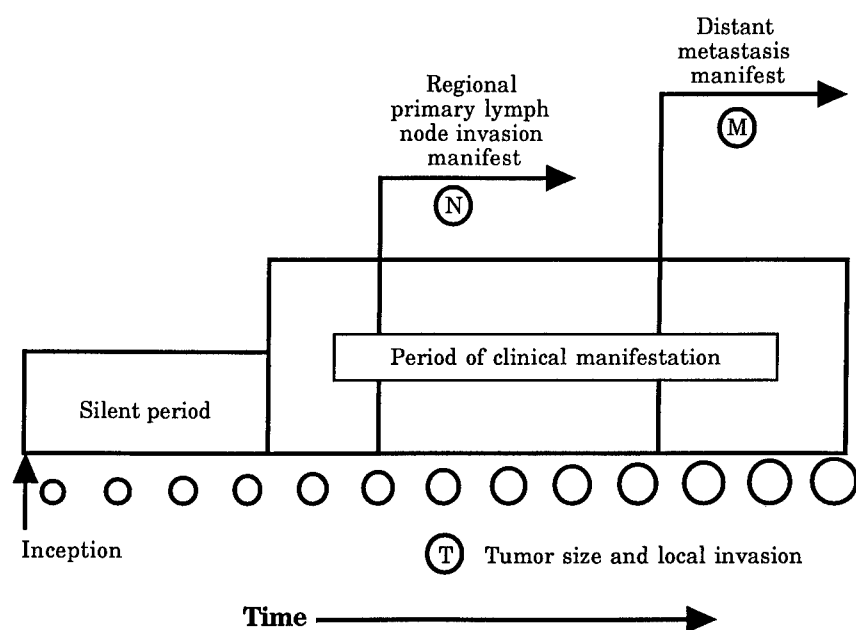 Distant
metastasis
manifest
M
Regional
primary lymph
node invasion
manifest
N
Period of clinical manifestation
Silent period
Inception
T Tumor size and local invasion
Time